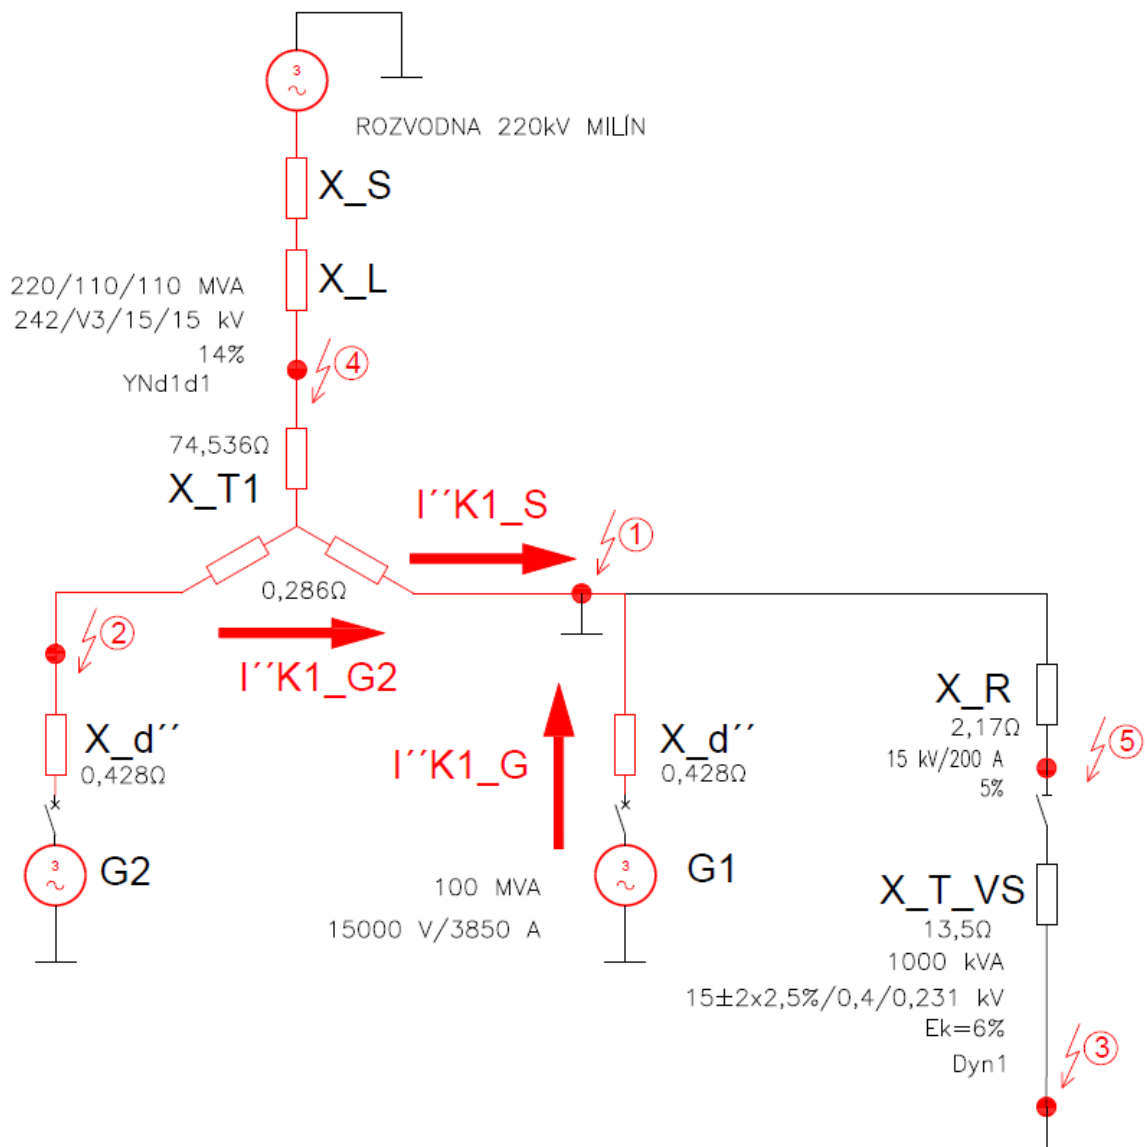 3
ROZVODNA 220kV MILÍN
X_S
220/110/110 MVA
X_L
242/V3/15/15 kV
14%
YNd1d1
4
74,536Ω
X_T1
I´´K1_S
1
0,286Ω
2
I´´K1_G2
X_d´´
0,428Ω
I´´K1_G
X_d´´
0,428Ω
X_R
2,17Ω
15 kV/200 A
5%
5
3
G2
3
G1
100 MVA
15000 V/3850 A
X_T_VS
13,5Ω
1000 kVA
15±2x2,5%/0,4/0,231 kV
Ek=6%
Dyn1
3